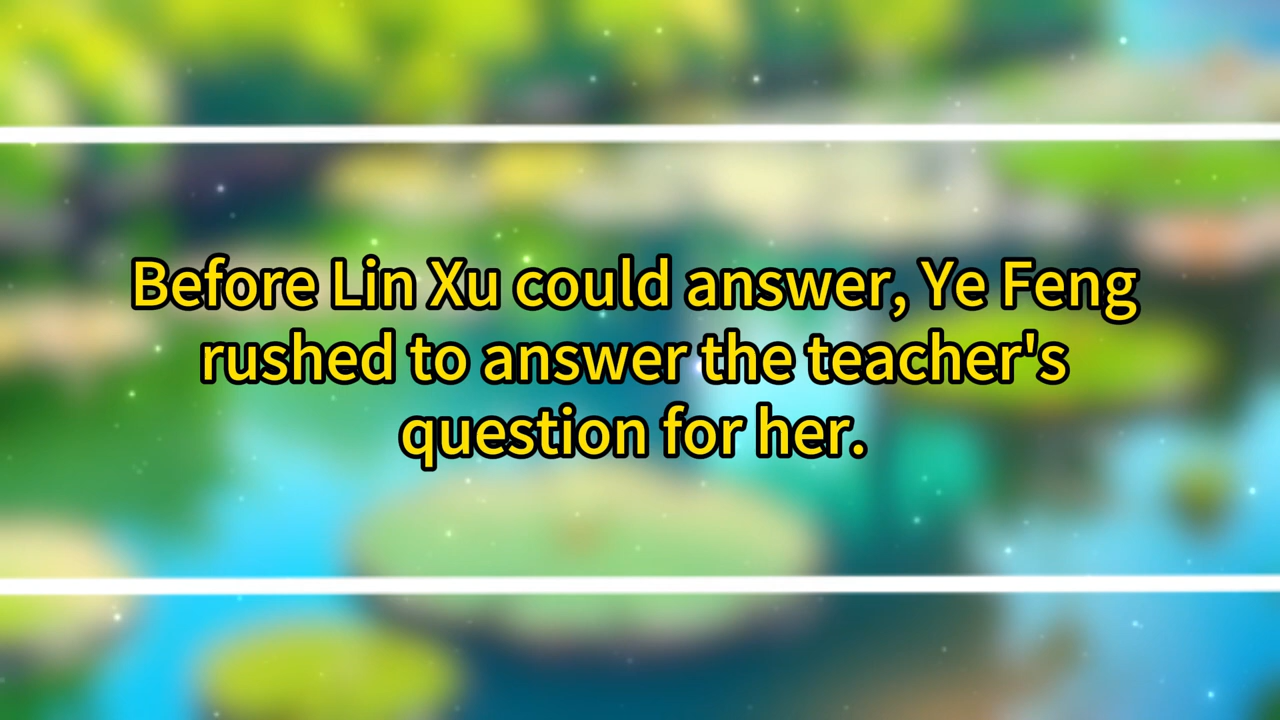 Before Lin Xu could answer, Ye Feng
rushed to answer the teacher's
question for her.